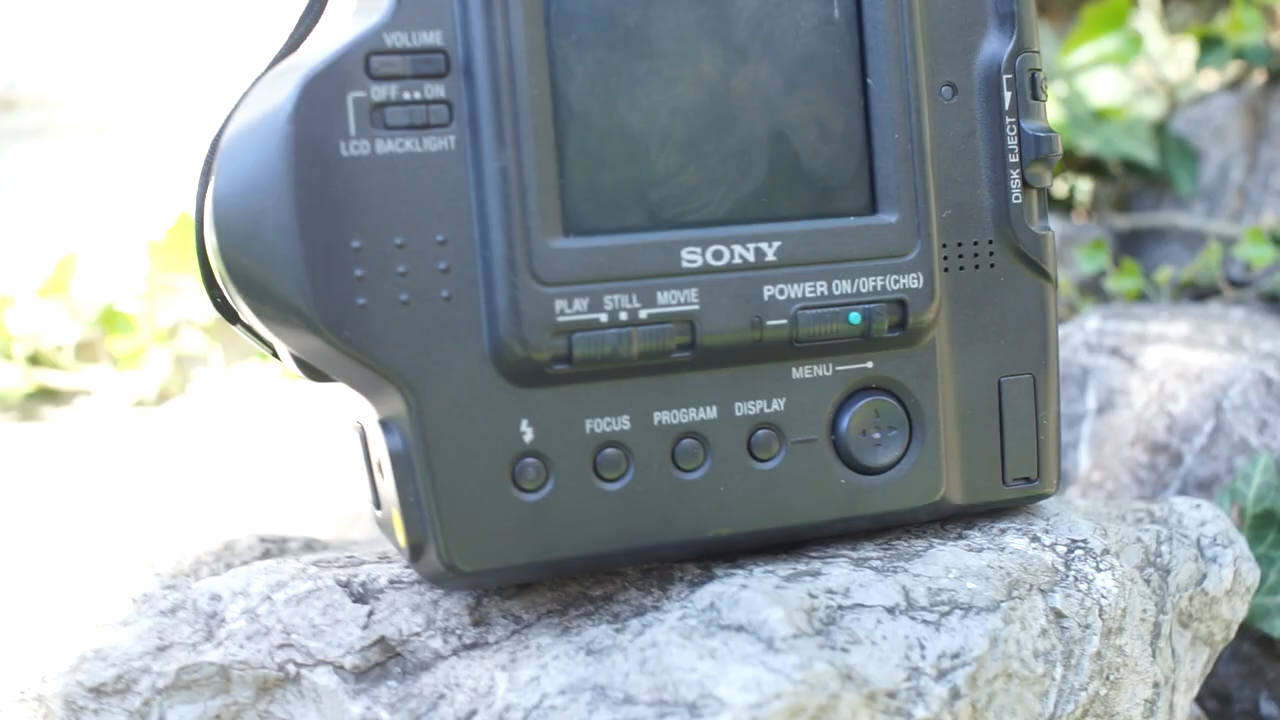 VOLUME
OFF ON
LCD BACKLIGHT
DISK EJECT
SONY
PLAY STILL MOVIE
POWER ON/OFF(CHG)
MENU
FOCUS PROGRAM DISPLAY